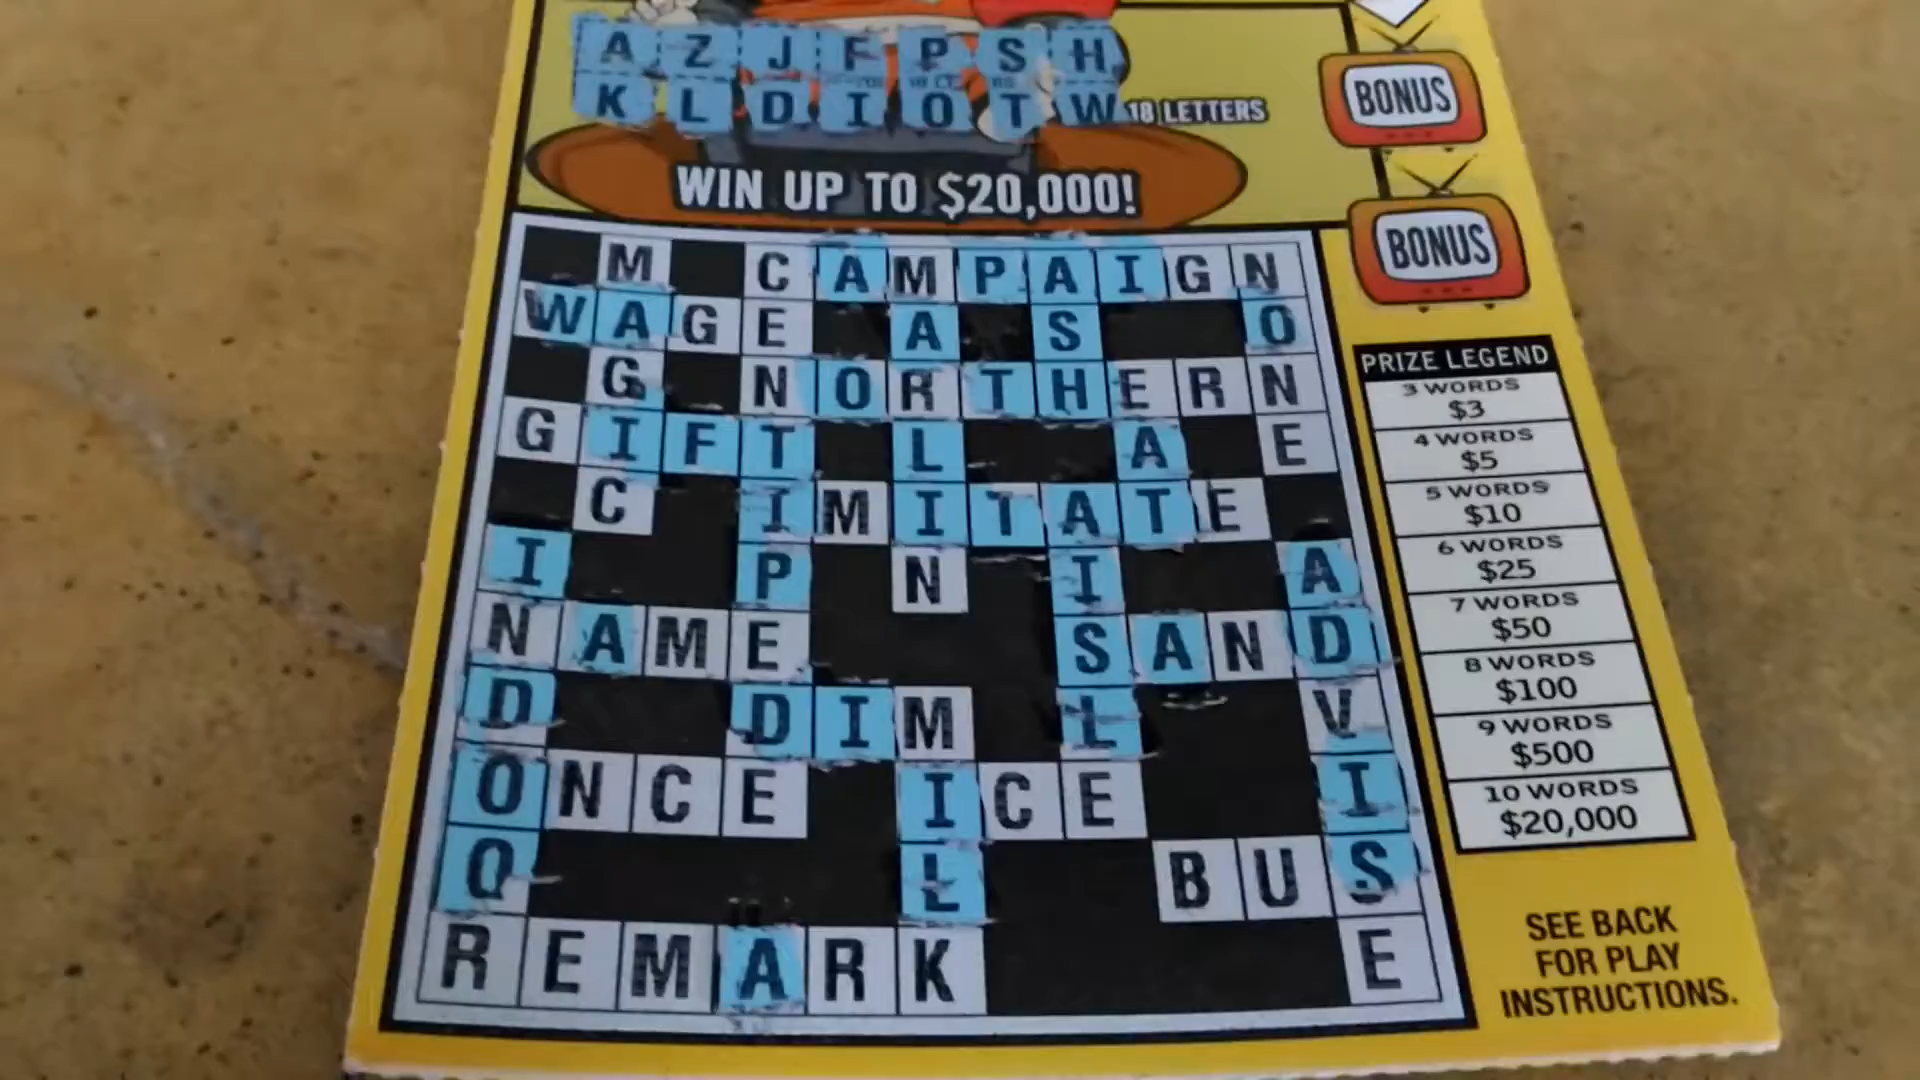 A Z J F P S H
K L D I O T W 18 LETTERS
BONUS
WIN UP TO $20,000!
BONUS
M C A M P A I G N
W A G E A S O
G N O R T H E R N
G I F T L A E
C I M I T A T E
I P N I A
N A M E S A N D
D D I M L V
O N C E I C E I
O L B U S
R E M A R K E
PRIZE LEGEND
3 WORDS
$3
4 WORDS
$5
5 WORDS
$10
6 WORDS
$25
7 WORDS
$50
8 WORDS
$100
9 WORDS
$500
10 WORDS
$20,000
SEE BACK
FOR PLAY
INSTRUCTIONS.